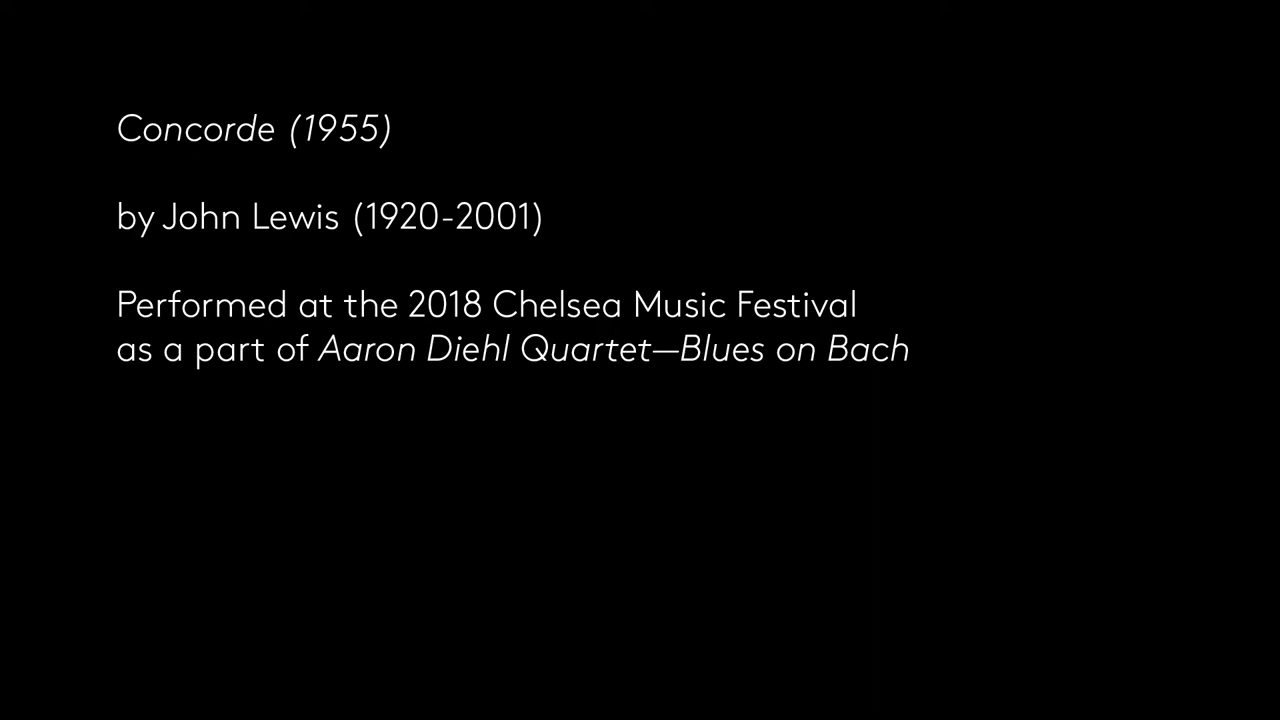 Concorde (1955)
by John Lewis (1920-2001)
Performed at the 2018 Chelsea Music Festival
as a part of Aaron Diehl Quartet—Blues on Bach